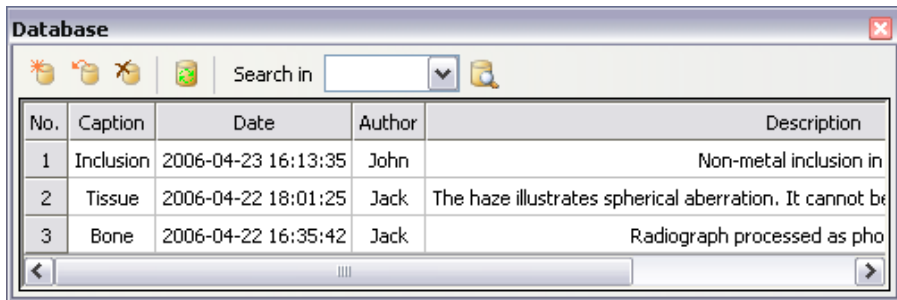 Database
Search in
No. Caption Date Author Description
1 Inclusion 2006-04-23 16:13:35 John Non-metal inclusion in
2 Tissue 2006-04-22 18:01:25 Jack The haze illustrates spherical aberration. It cannot be
3 Bone 2006-04-22 16:35:42 Jack Radiograph processed as pho